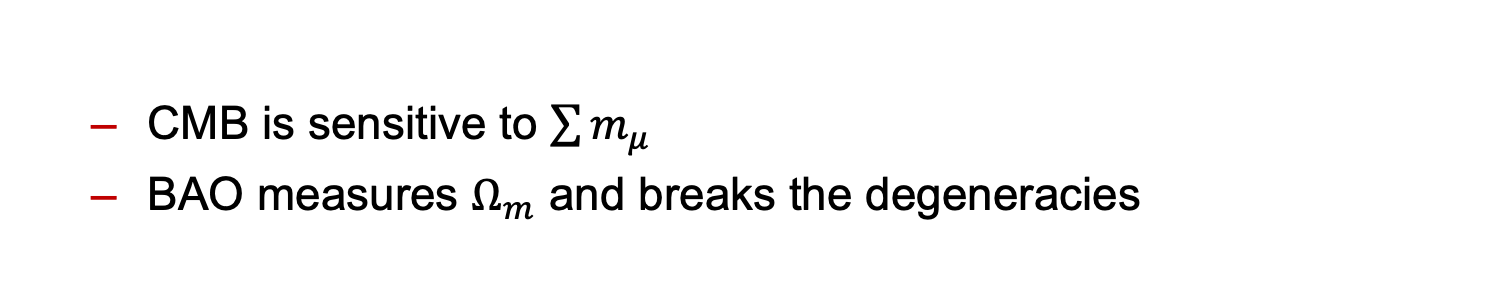 – CMB is sensitive to ∑ m_μ
– BAO measures Ω_m and breaks the degeneracies